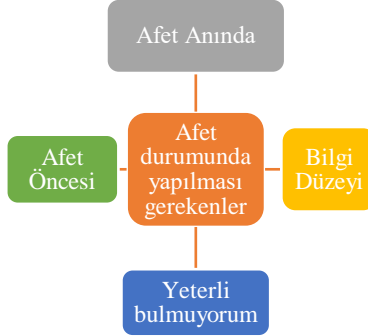 Afet Anında
Afet
Öncesi
Afet
durumunda
yapılması
gerekenler
Bilgi
Düzeyi
Yeterli
bulmuyorum